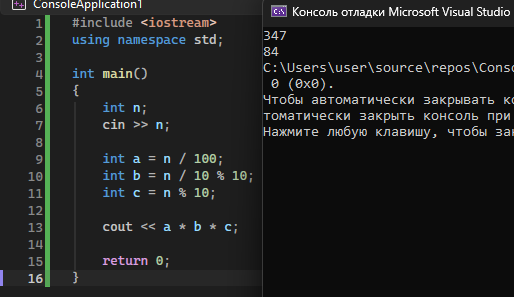 ConsoleApplication1
1 #include <iostream>
2 using namespace std;
3
4 int main()
5 {
6 int n;
7 cin >> n;
8
9 int a = n / 100;
10 int b = n / 10 % 10;
11 int c = n % 10;
12
13 cout << a * b * c;
14
15 return 0;
16 }
C:\ Консоль отладки Microsoft Visual Studio
347
84
C:\Users\user\source\repos\Conso
0 (0x0).
Чтобы автоматически закрывать ко
томатически закрыть консоль при
Нажмите любую клавишу, чтобы зак